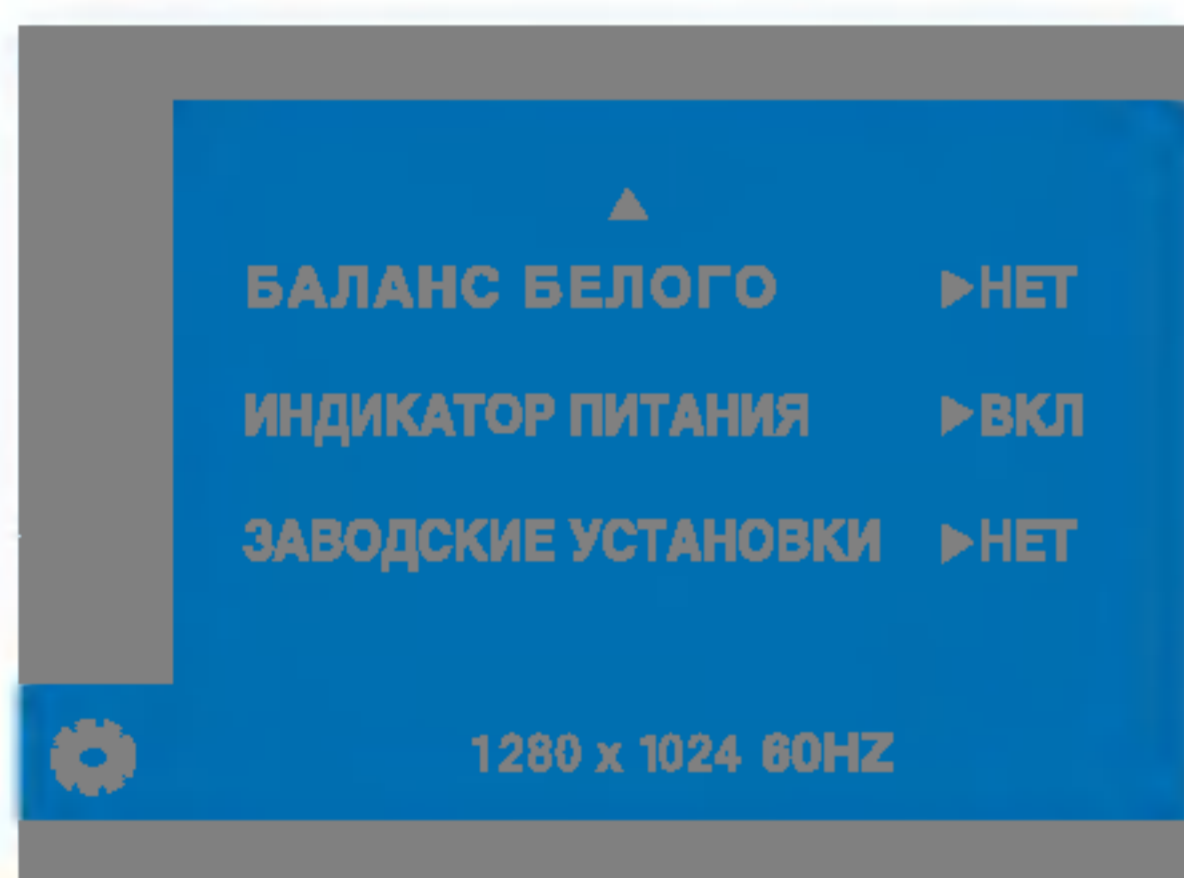 БАЛАНС БЕЛОГО ▶НЕТ
ИНДИКАТОР ПИТАНИЯ ▶ВКЛ
ЗАВОДСКИЕ УСТАНОВКИ ▶НЕТ
1280 x 1024 60HZ